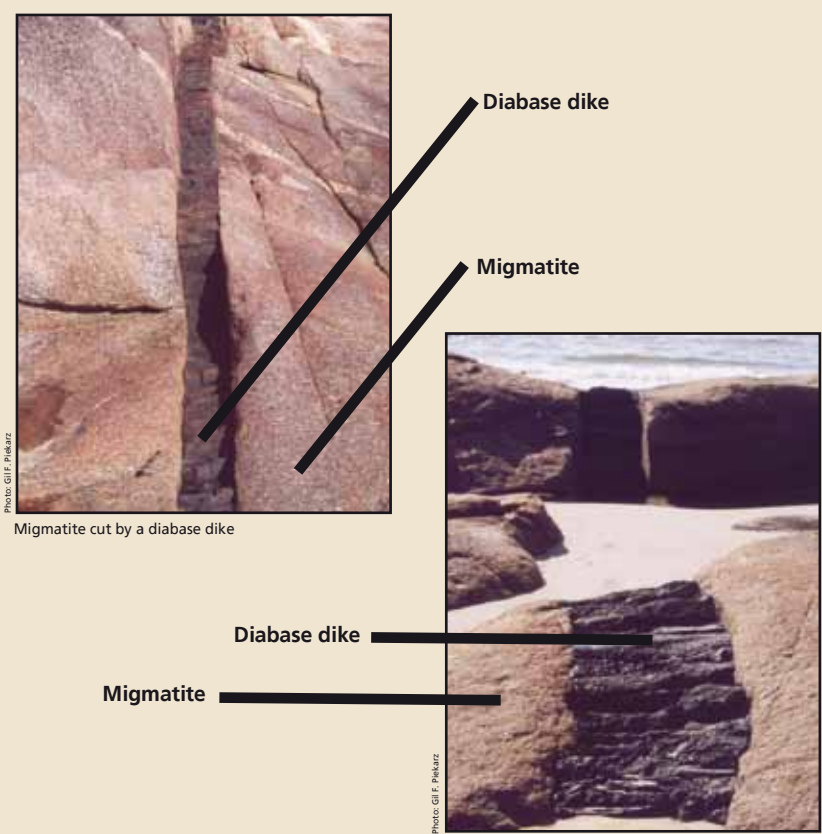 Diabase dike
Migmatite
Photo: Gil F. Piekarz
Migmatite cut by a diabase dike
Diabase dike
Migmatite
Photo: Gil F. Piekarz